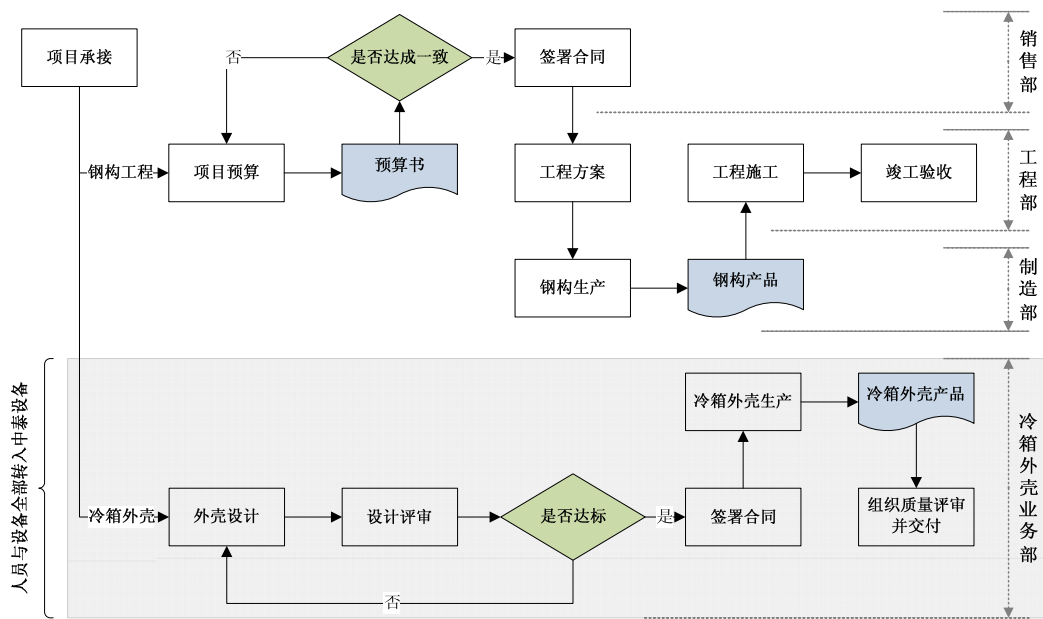 项目承接
是否达成一致
否
是
签署合同
销售部
钢构工程
项目预算
预算书
工程方案
工程施工
竣工验收
工程部
钢构生产
钢构产品
制造部
人员与设备全部转入中泰设备
冷箱外壳生产
冷箱外壳产品
冷箱外壳业务部
冷箱外壳
外壳设计
设计评审
是否达标
是
签署合同
组织质量评审
并交付
否